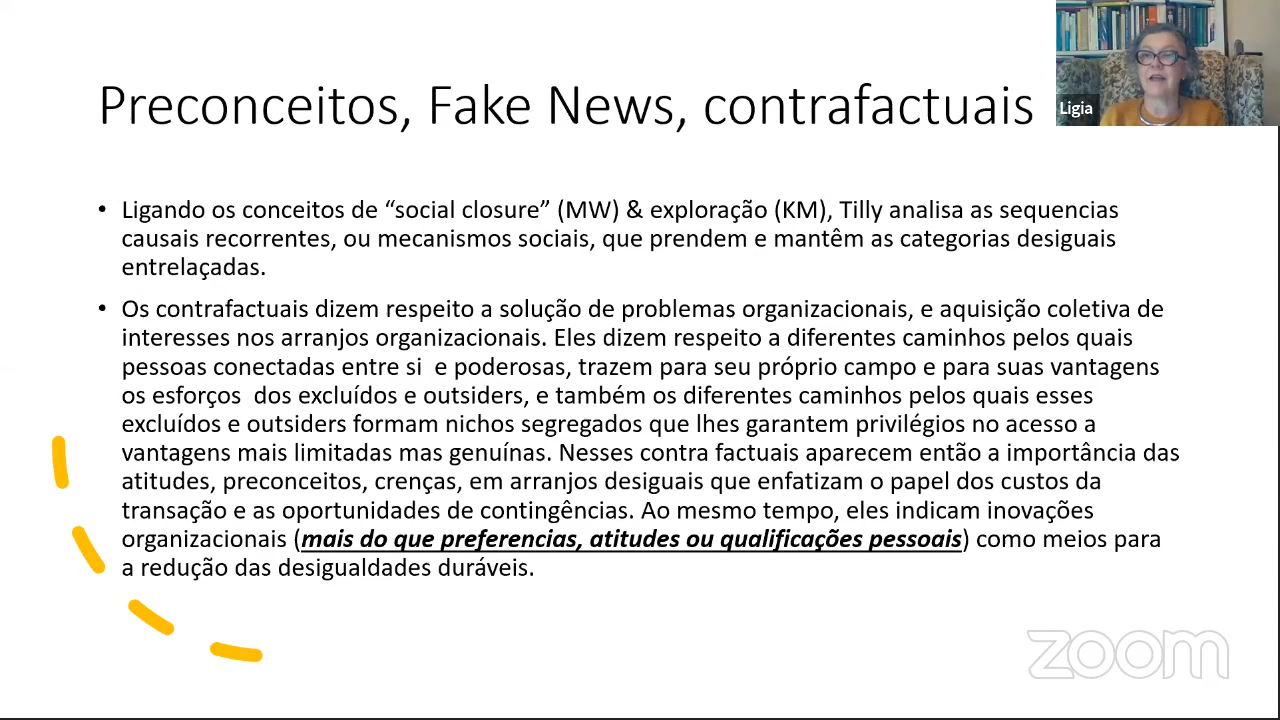 Preconceitos, Fake News, contrafactuais
Ligia
• Ligando os conceitos de “social closure” (MW) & exploração (KM), Tilly analisa as sequencias
causais recorrentes, ou mecanismos sociais, que prendem e mantêm as categorias desiguais
entrelaçadas.
• Os contrafactuais dizem respeito a solução de problemas organizacionais, e aquisição coletiva de
interesses nos arranjos organizacionais. Eles dizem respeito a diferentes caminhos pelos quais
pessoas conectadas entre si e poderosas, trazem para seu próprio campo e para suas vantagens
os esforços dos excluídos e outsiders, e também os diferentes caminhos pelos quais esses
excluídos e outsiders formam nichos segregados que lhes garantem privilégios no acesso a
vantagens mais limitadas mas genuínas. Nesses contra factuais aparecem então a importância das
atitudes, preconceitos, crenças, em arranjos desiguais que enfatizam o papel dos custos da
transação e as oportunidades de contingências. Ao mesmo tempo, eles indicam inovações
organizacionais (mais do que preferencias, atitudes ou qualificações pessoais) como meios para
a redução das desigualdades duráveis.
zoom